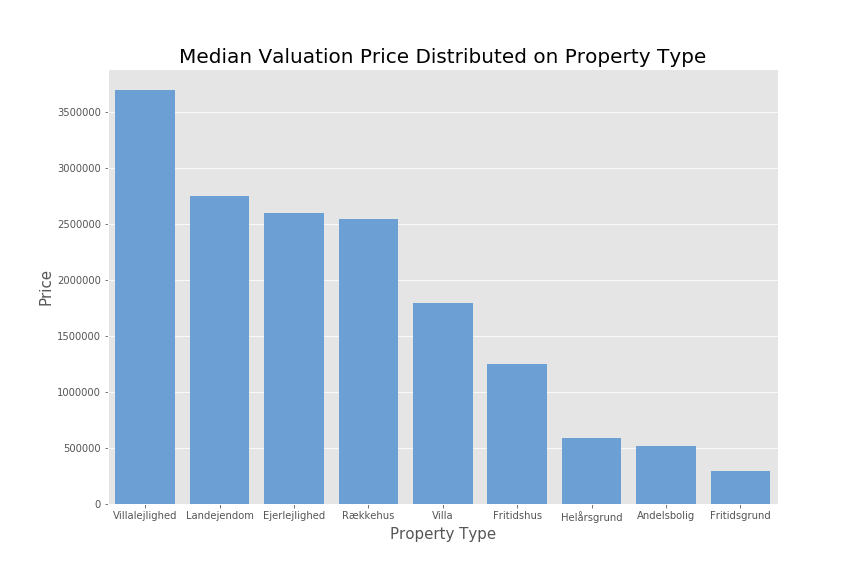 Median Valuation Price Distributed on Property Type
3500000
3000000
2500000
2000000
1500000
1000000
500000
0
Price
Villalejlighed Landejendom Ejerlejlighed Rækkehus Villa Fritidshus Helårsgrund Andelsbolig Fritidsgrund
Property Type